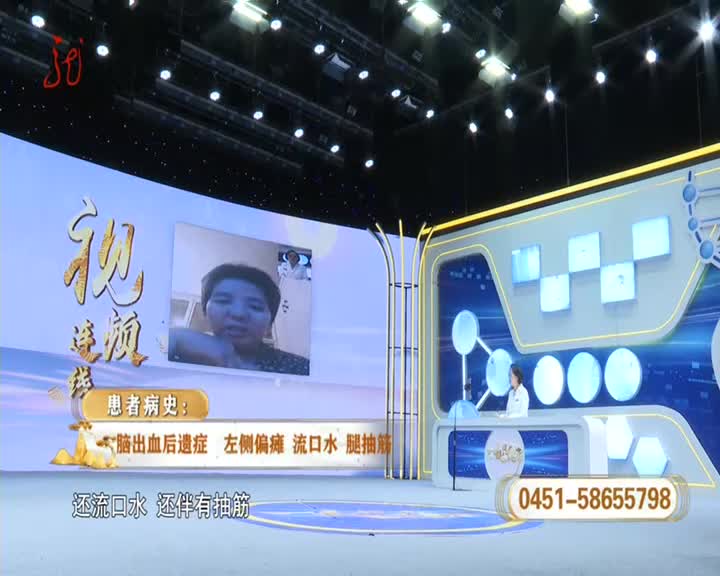 视频
连线
患者病史：
脑出血后遗症 左侧偏瘫 流口水 腿抽筋
还流口水 还伴有抽筋
0451-58655798